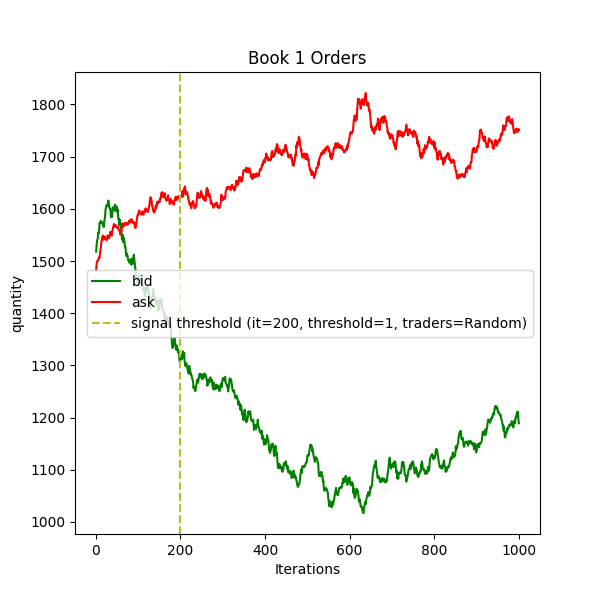 Book 1 Orders
quantity
1800
1700
1600
1500
1400
1300
1200
1100
1000
bid
ask
signal threshold (it=200, threshold=1, traders=Random)
0 200 400 600 800 1000
Iterations